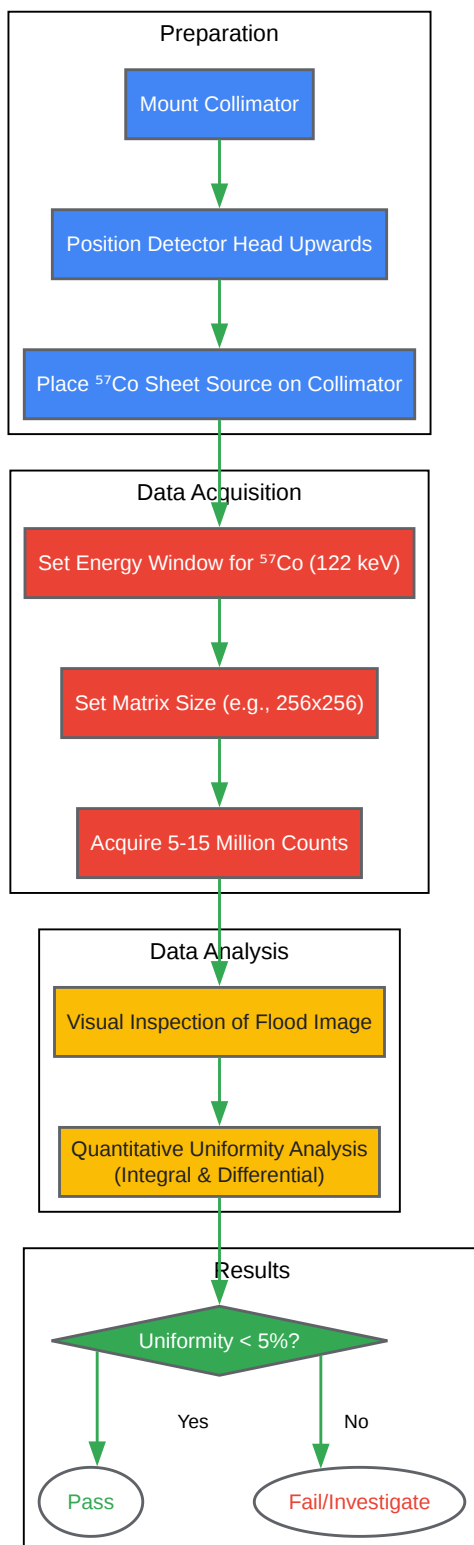 Preparation
Mount Collimator
Position Detector Head Upwards
Place ⁵⁷Co Sheet Source on Collimator
Data Acquisition
Set Energy Window for ⁵⁷Co (122 keV)
Set Matrix Size (e.g., 256x256)
Acquire 5-15 Million Counts
Data Analysis
Visual Inspection of Flood Image
Quantitative Uniformity Analysis
(Integral & Differential)
Results
Uniformity < 5%?
Yes
No
Pass
Fail/Investigate